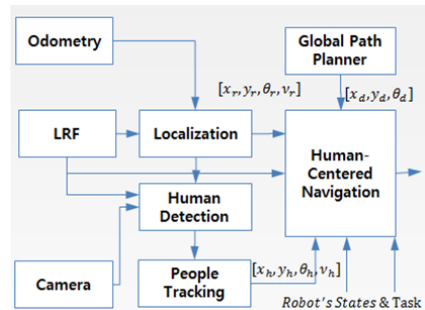 Odometry
Global Path
Planner
[x_r, y_r, θ_r, v_r]
[x_d, y_d, θ_d]
LRF
Localization
Human-
Centered
Navigation
Human
Detection
People
Tracking
[x_h, y_h, θ_h, v_h]
Camera
Robot's States & Task